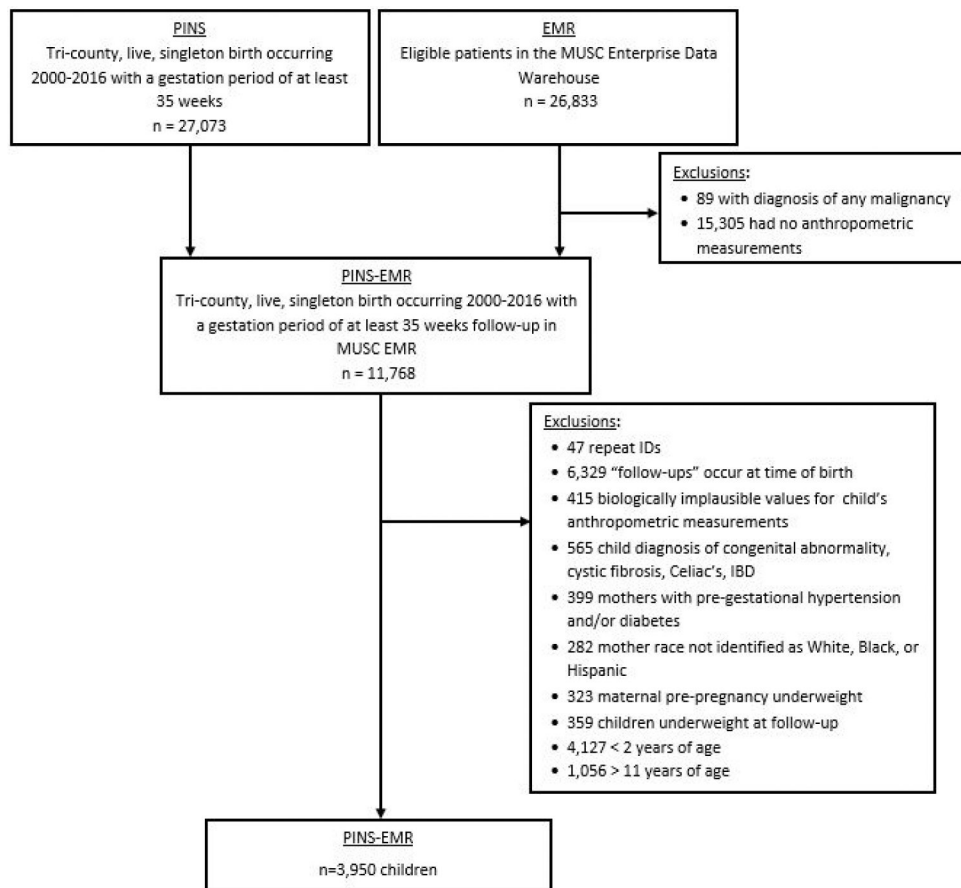 PINS
Tri-county, live, singleton birth occurring
2000-2016 with a gestation period of at least
35 weeks
n = 27,073
EMR
Eligible patients in the MUSC Enterprise Data
Warehouse
n = 26,833
Exclusions:
• 89 with diagnosis of any malignancy
• 15,305 had no anthropometric
measurements
PINS-EMR
Tri-county, live, singleton birth occurring 2000-2016 with
a gestation period of at least 35 weeks follow-up in
MUSC EMR
n = 11,768
Exclusions:
• 47 repeat IDs
• 6,329 “follow-ups” occur at time of birth
• 415 biologically implausible values for child’s
anthropometric measurements
• 565 child diagnosis of congenital abnormality,
cystic fibrosis, Celiac’s, IBD
• 399 mothers with pre-gestational hypertension
and/or diabetes
• 282 mother race not identified as White, Black, or
Hispanic
• 323 maternal pre-pregnancy underweight
• 359 children underweight at follow-up
• 4,127 < 2 years of age
• 1,056 > 11 years of age
PINS-EMR
n=3,950 children